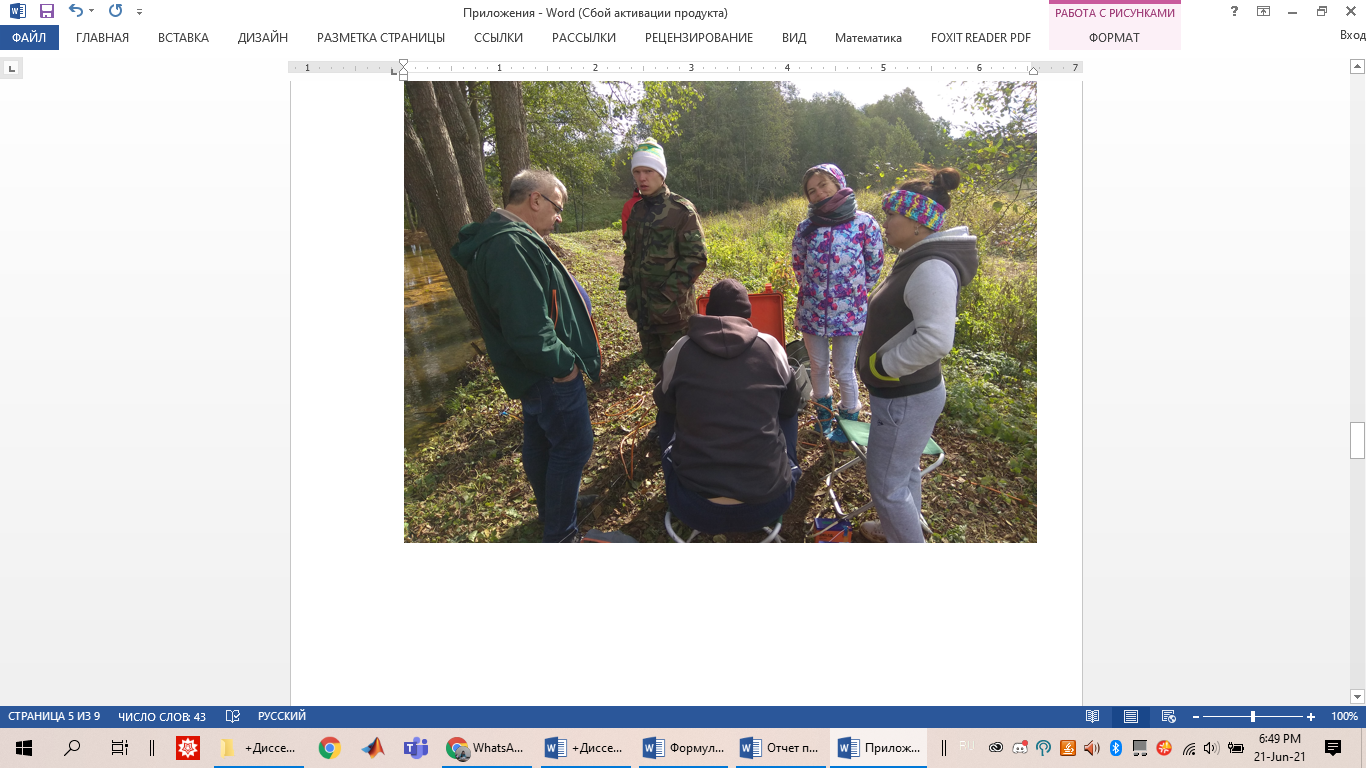 Приложения - Word (Сбой активации продукта)
РАБОТА С РИСУНКАМИ
?
ФАЙЛ ГЛАВНАЯ ВСТАВКА ДИЗАЙН РАЗМЕТКА СТРАНИЦЫ ССЫЛКИ РАССЫЛКИ РЕЦЕНЗИРОВАНИЕ ВИД Математика FOXIT READER PDF ФОРМАТ Вход
1 1 2 3 4 5 6 7
СТРАНИЦА 5 ИЗ 9 ЧИСЛО СЛОВ: 43 РУССКИЙ 100%
+Диссе... WhatsA... +Диссе... Формул... Отчет п... Прилож... RU 6:49 PM
21-Jun-21